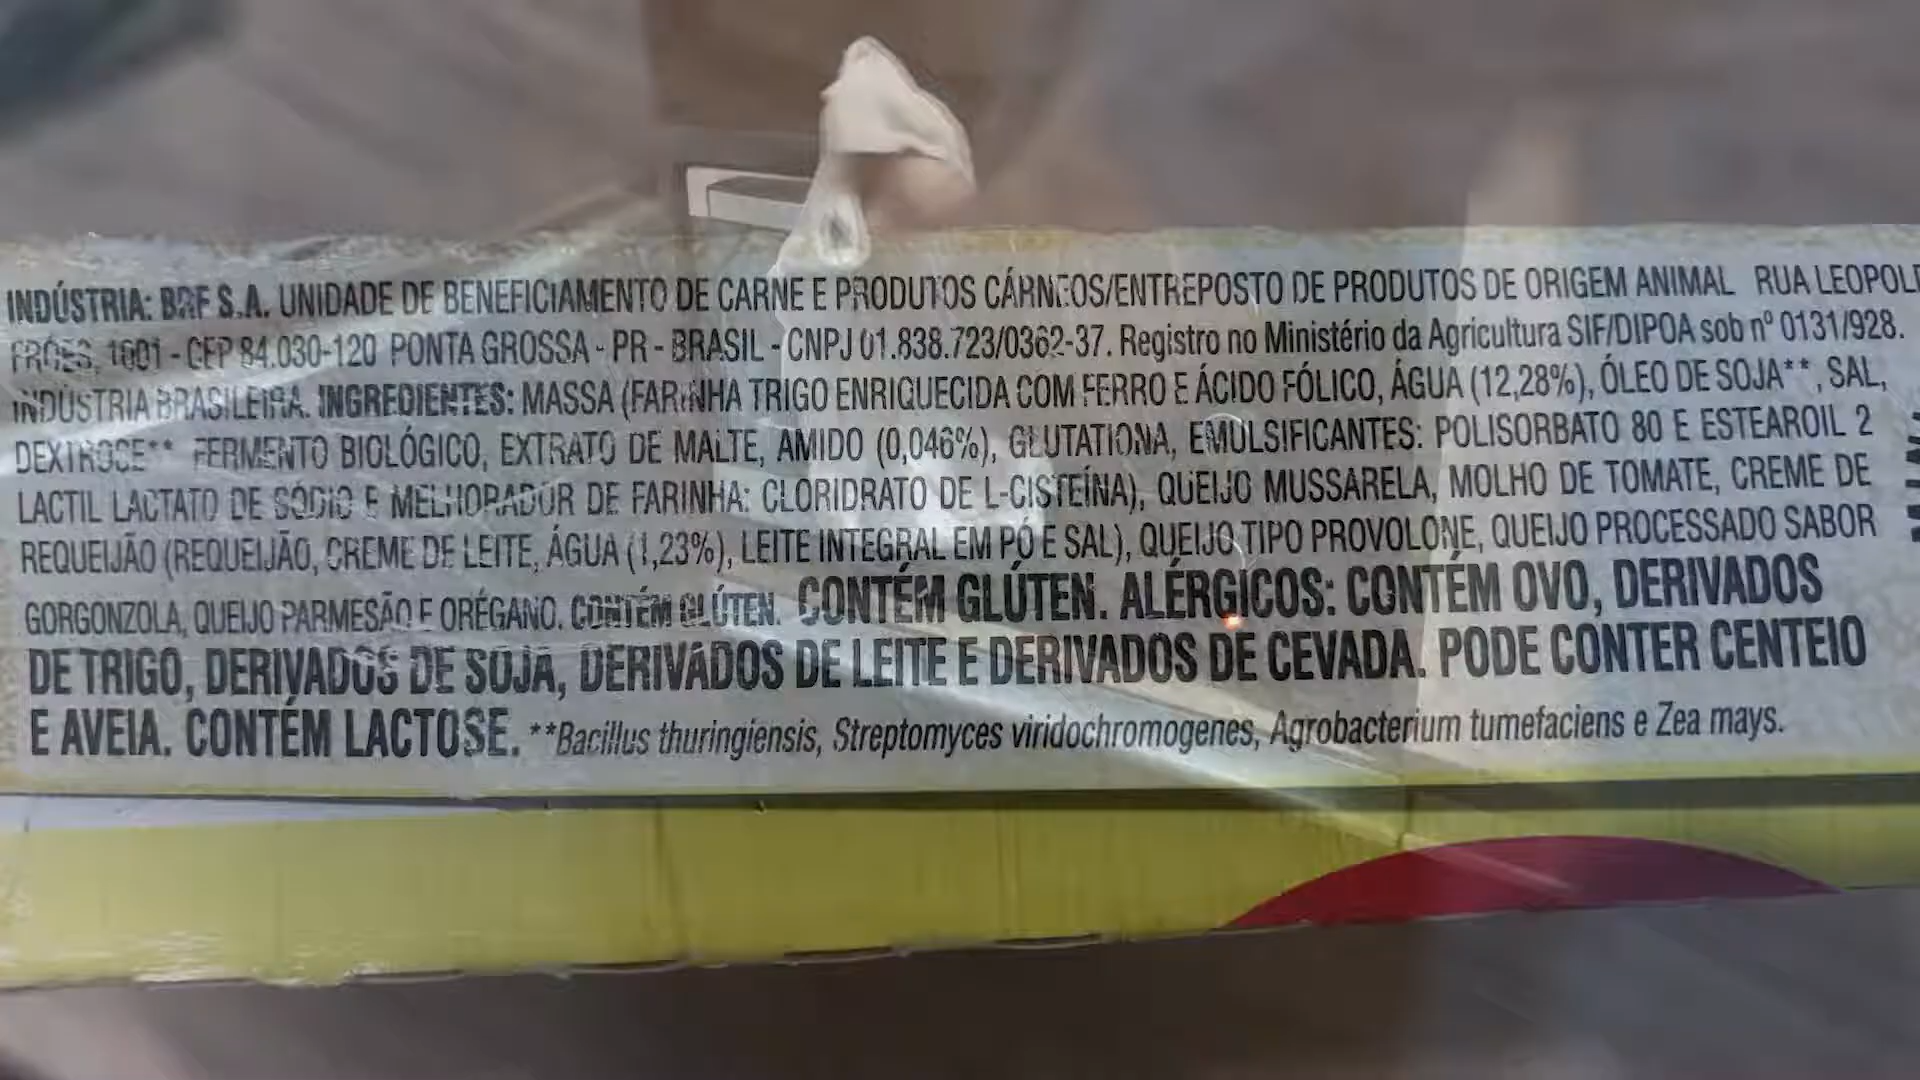 INDÚSTRIA: BRF S.A. UNIDADE DE BENEFICIAMENTO DE CARNE E PRODUTOS CÁRNEOS/ENTREPOSTO DE PRODUTOS DE ORIGEM ANIMAL RUA LEOPOLD
FRÓES, 1601 - CEP 84.030-120 PONTA GROSSA - PR - BRASIL - CNPJ 01.838.723/0362-37. Registro no Ministério da Agricultura SIF/DIPOA sob nº 0131/928.
INDÚSTRIA BRASILEIRA. INGREDIENTES: MASSA (FARINHA TRIGO ENRIQUECIDA COM FERRO E ÁCIDO FÓLICO, ÁGUA (12,28%), ÓLEO DE SOJA**, SAL,
DEXTROSE** FERMENTO BIOLÓGICO, EXTRATO DE MALTE, AMIDO (0,046%), GLUTATIONA, EMULSIFICANTES: POLISORBATO 80 E ESTEAROIL 2
LACTIL LACTATO DE SÓDIO E MELHORADOR DE FARINHA: CLORIDRATO DE L-CISTEÍNA), QUEIJO MUSSARELA, MOLHO DE TOMATE, CREME DE
REQUEIJÃO (REQUEIJÃO, CREME DE LEITE, ÁGUA (1,23%), LEITE INTEGRAL EM PÓ E SAL), QUEIJO TIPO PROVOLONE, QUEIJO PROCESSADO SABOR
GORGONZOLA, QUEIJO PARMESÃO E ORÉGANO. CONTÉM GLÚTEN. CONTÉM GLÚTEN. ALÉRGICOS: CONTÉM OVO, DERIVADOS
DE TRIGO, DERIVADOS DE SOJA, DERIVADOS DE LEITE E DERIVADOS DE CEVADA. PODE CONTER CENTEIO
E AVEIA. CONTÉM LACTOSE. **Bacillus thuringiensis, Streptomyces viridochromogenes, Agrobacterium tumefaciens e Zea mays.